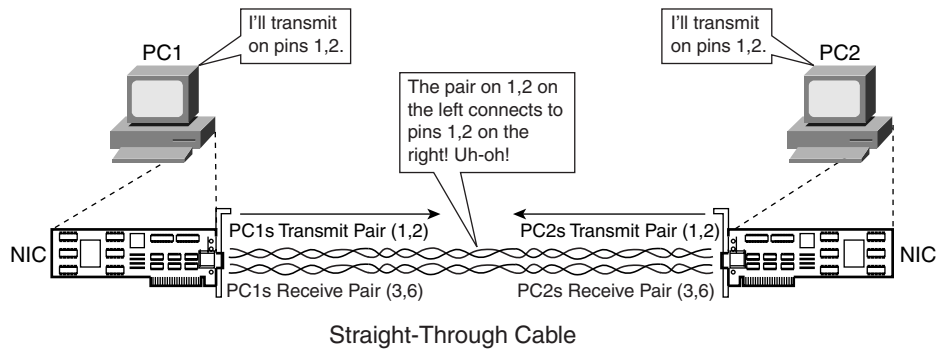 I'll transmit
on pins 1,2.
PC1
I'll transmit
on pins 1,2.
PC2
The pair on 1,2 on
the left connects to
pins 1,2 on the
right! Uh-oh!
PC1s Transmit Pair (1,2)
PC2s Transmit Pair (1,2)
NIC
NIC
PC1s Receive Pair (3,6)
PC2s Receive Pair (3,6)
Straight-Through Cable